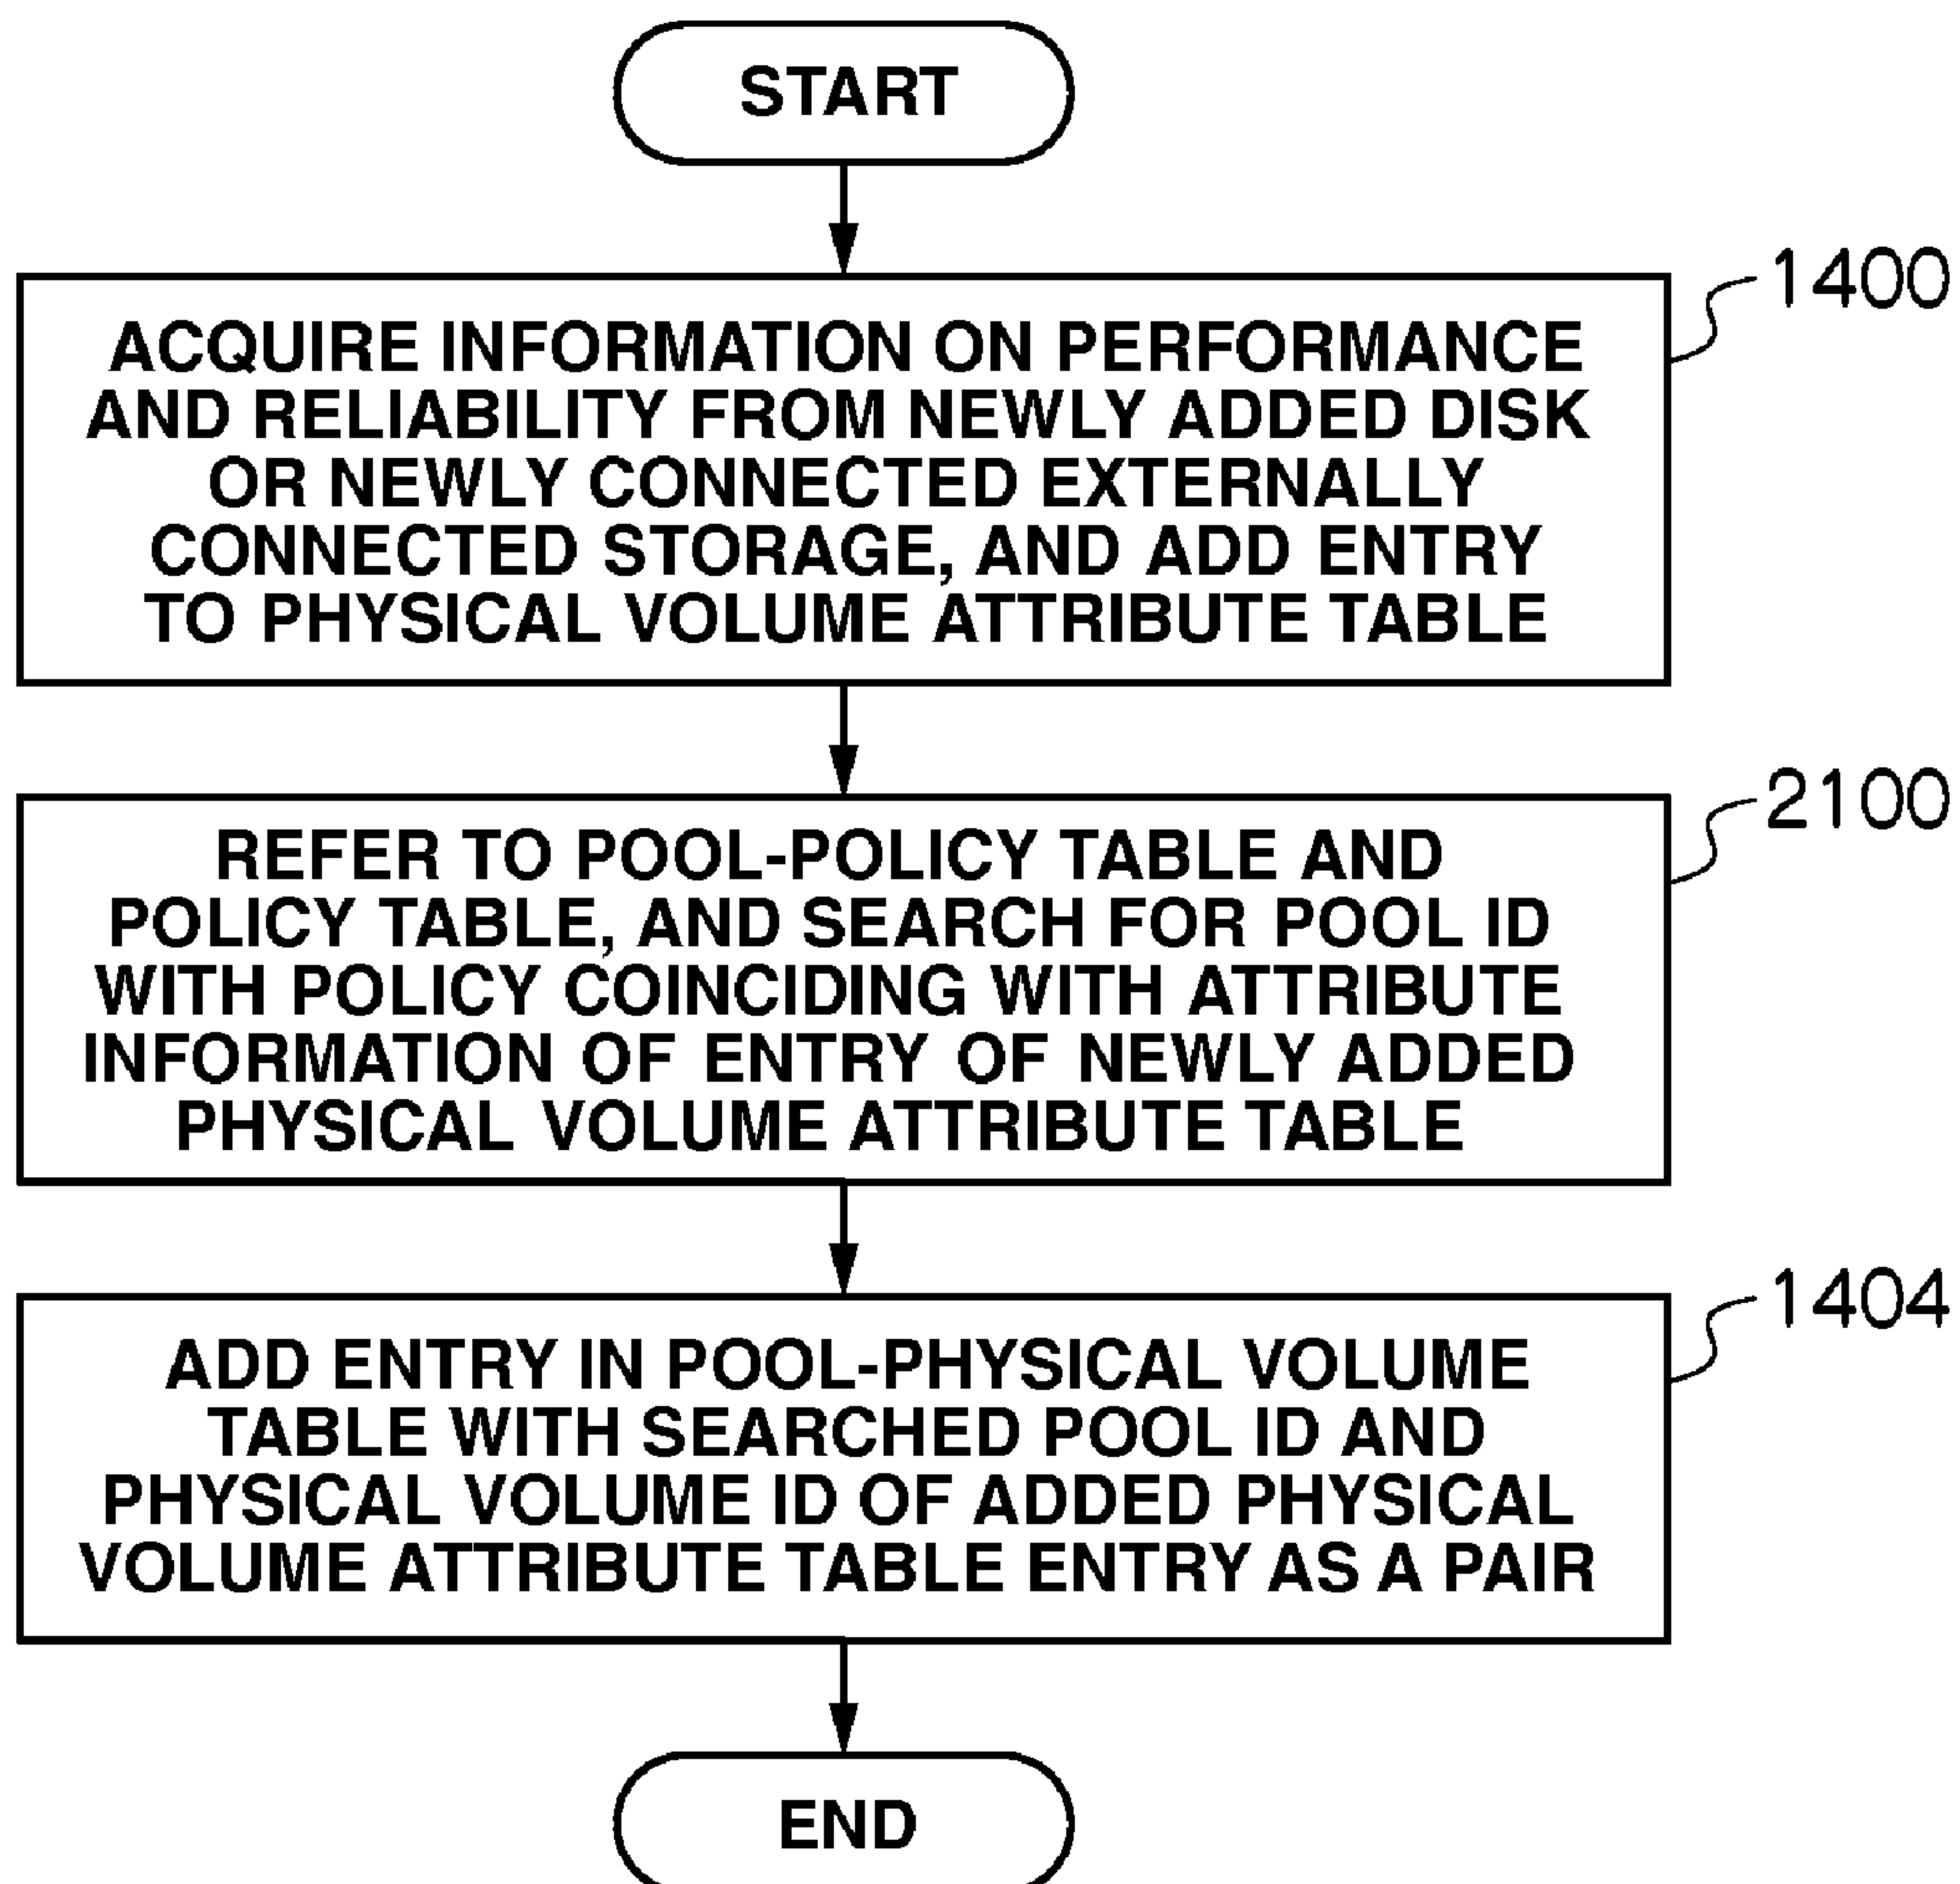 START
1400
ACQUIRE INFORMATION ON PERFORMANCE
AND RELIABILITY FROM NEWLY ADDED DISK
OR NEWLY CONNECTED EXTERNALLY
CONNECTED STORAGE, AND ADD ENTRY
TO PHYSICAL VOLUME ATTRIBUTE TABLE
2100
REFER TO POOL-POLICY TABLE AND
POLICY TABLE, AND SEARCH FOR POOL ID
WITH POLICY COINCIDING WITH ATTRIBUTE
INFORMATION OF ENTRY OF NEWLY ADDED
PHYSICAL VOLUME ATTRIBUTE TABLE
1404
ADD ENTRY IN POOL-PHYSICAL VOLUME
TABLE WITH SEARCHED POOL ID AND
PHYSICAL VOLUME ID OF ADDED PHYSICAL
VOLUME ATTRIBUTE TABLE ENTRY AS A PAIR
END